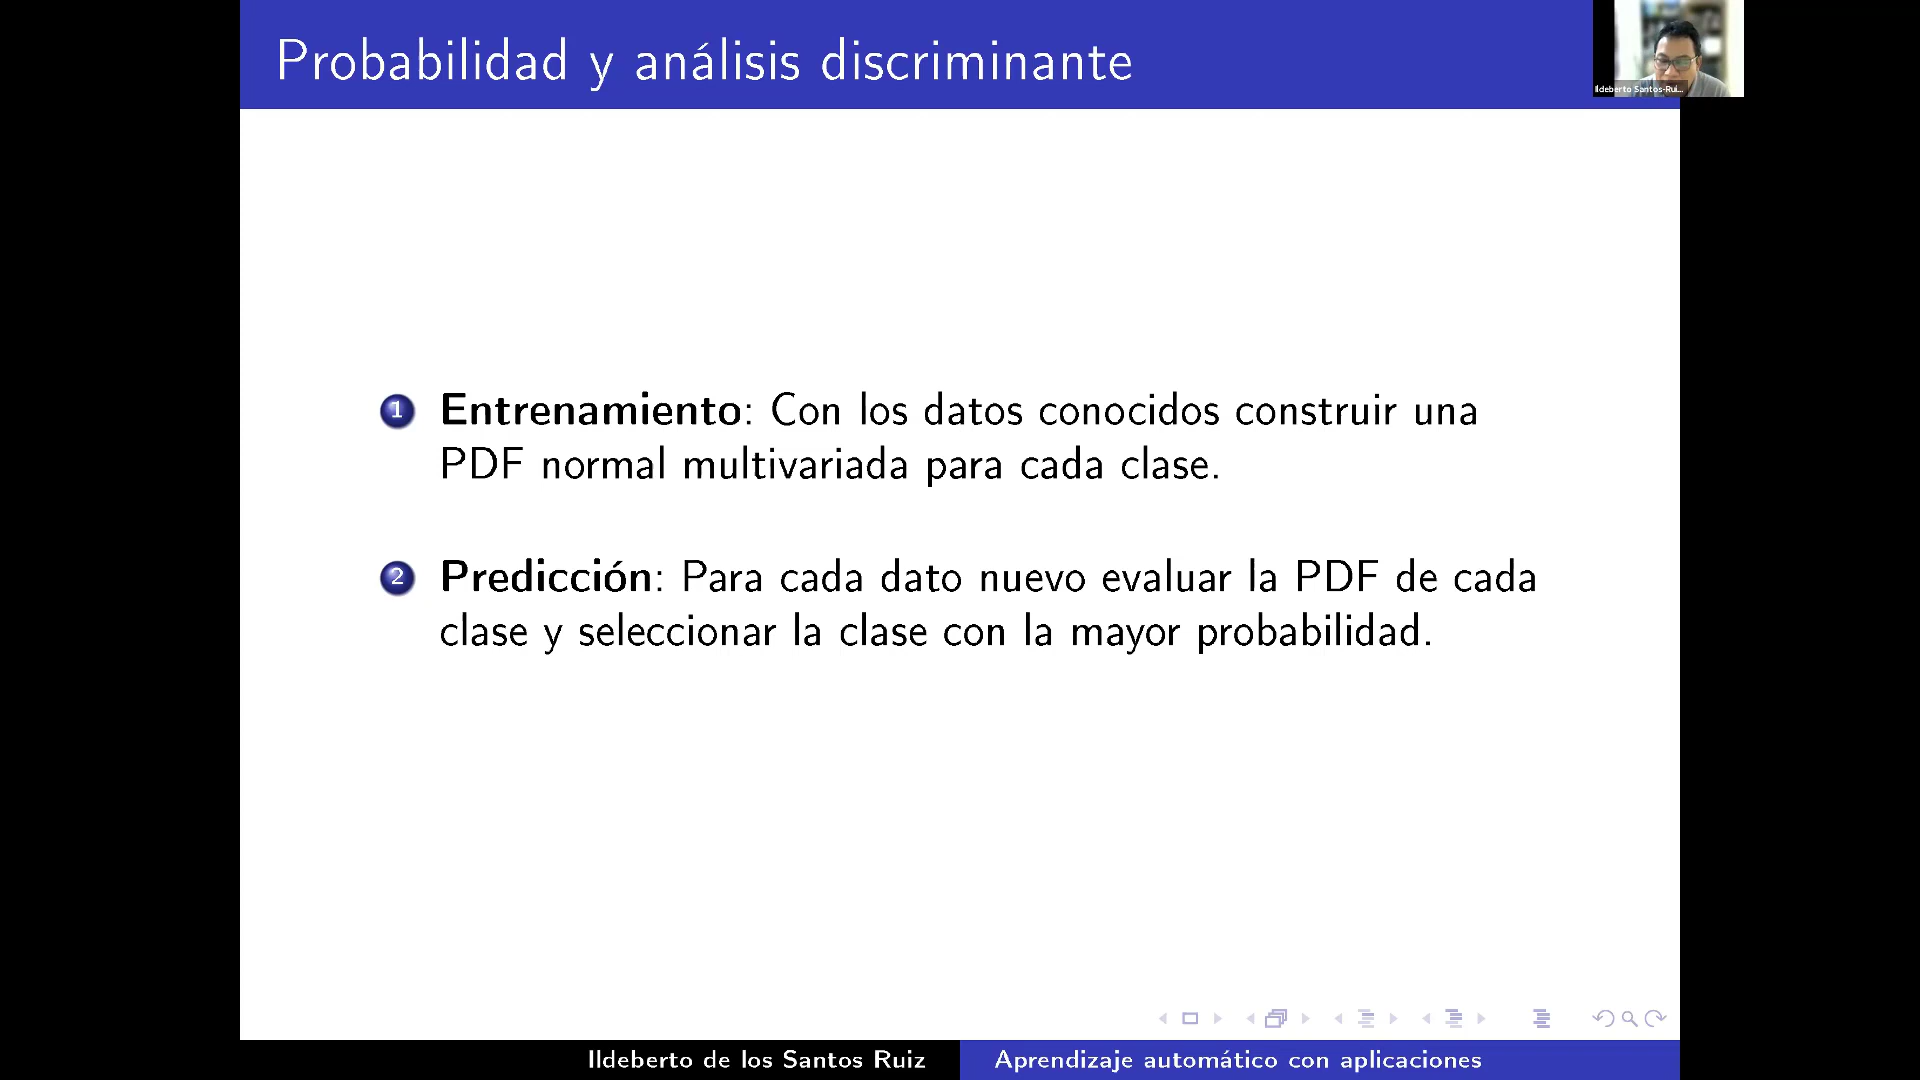 Probabilidad y análisis discriminante
Ildeberto Santos-Rui...
1 Entrenamiento: Con los datos conocidos construir una
PDF normal multivariada para cada clase.
2 Predicción: Para cada dato nuevo evaluar la PDF de cada
clase y seleccionar la clase con la mayor probabilidad.
Ildeberto de los Santos Ruiz
Aprendizaje automático con aplicaciones